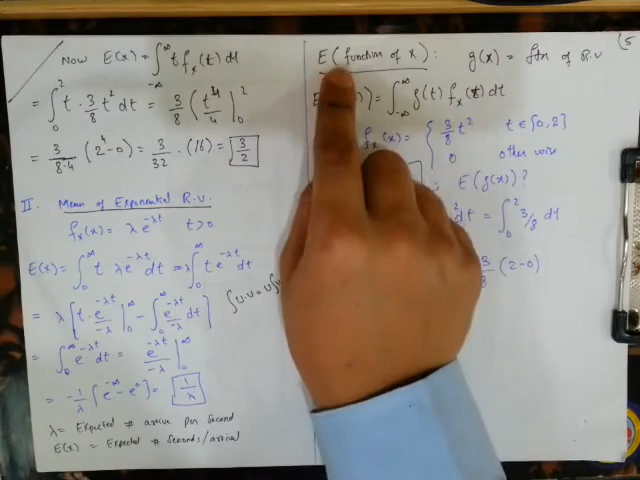 Now E(x) = ∫_{-∞}^{∞} t f_x(t) dt
= ∫_0^2 t · 3/8 t² dt = 3/8 (t⁴/4 |_0^2
= 3/8·4 (2⁴ - 0) = 3/32 · (16) = 3/2
II. Mean of Exponential R.V.
f_x(x) = λ e^{-λt} t > 0
E(x) = ∫_0^∞ t λe^{-λt} dt = λ∫_0^∞ t e^{-λt} dt
= λ [t · e^{-λt}/-λ |_0^∞ - ∫_0^∞ e^{-λt}/-λ dt]
∫U·V = U∫
= ∫_0^∞ e^{-λt} dt = e^{-λt}/-λ |_0^∞
= -1/λ [e^{-∞} - e^0] = 1/λ
λ = Expected # arrive per second
E(x) = Expected # seconds/arrival
(5
E(function of x) : g(x) = ftn of R.V
= ∫_{-∞}^{∞} g(t) f_x(t) dt
f_x(x) = { 3/8 t² t ∈ [0,2]
0 other wise
E(g(x)) ?
dt = ∫_0^2 3/8 dt
3/8 (2-0)